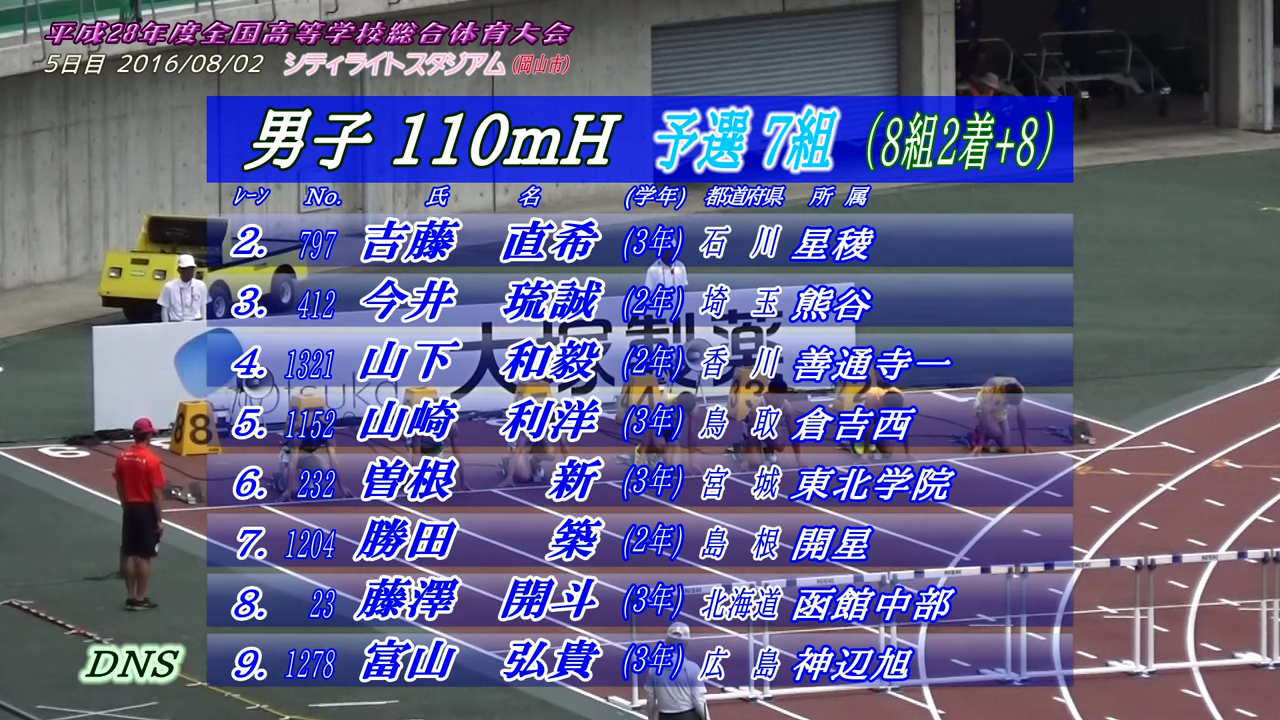 平成28年度全国高等学校総合体育大会
5日目 2016/08/02 シティライトスタジアム(岡山市)
男子 110mH 予選 7組 (8組2着+8)
ﾚｰﾝ No. 氏 名 (学年) 都道府県 所 属
2. 797 吉藤 直希 (3年) 石 川 星稜
3. 412 今井 琉誠 (2年) 埼 玉 熊谷
4. 1321 山下 和毅 (2年) 香 川 善通寺一
5. 1152 山崎 利洋 (3年) 鳥 取 倉吉西
6. 232 曽根 新 (3年) 宮 城 東北学院
7. 1204 勝田 築 (2年) 島 根 開星
8. 23 藤澤 開斗 (3年) 北海道 函館中部
DNS 9. 1278 富山 弘貴 (3年) 広 島 神辺旭
大塚製薬
Otsuka
88
8